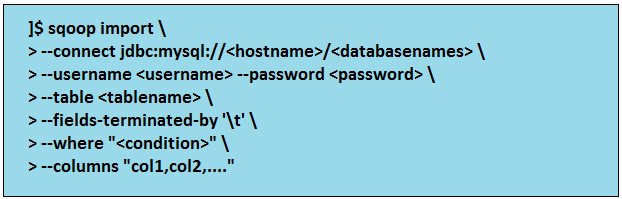 ]$ sqoop import \
> --connect jdbc:mysql://<hostname>/<databasenames> \
> --username <username> --password <password> \
> --table <tablename> \
> --fields-terminated-by '\t' \
> --where "<condition>" \
> --columns "col1,col2,...."